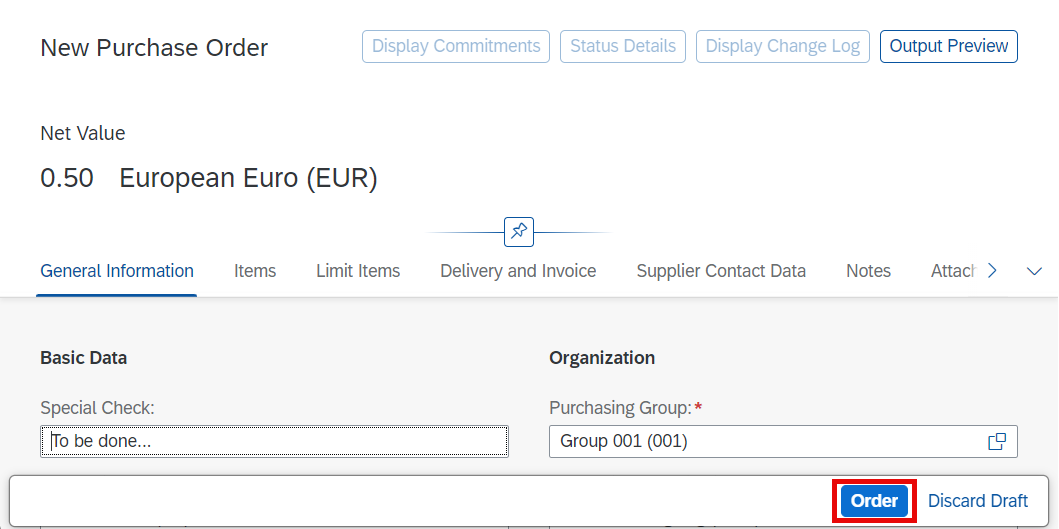 New Purchase Order
Display Commitments
Status Details
Display Change Log
Output Preview
Net Value
0.50 European Euro (EUR)
General Information
Items
Limit Items
Delivery and Invoice
Supplier Contact Data
Notes
Attach
Basic Data
Organization
Special Check:
Purchasing Group:*
To be done...
Group 001 (001)
Order
Discard Draft